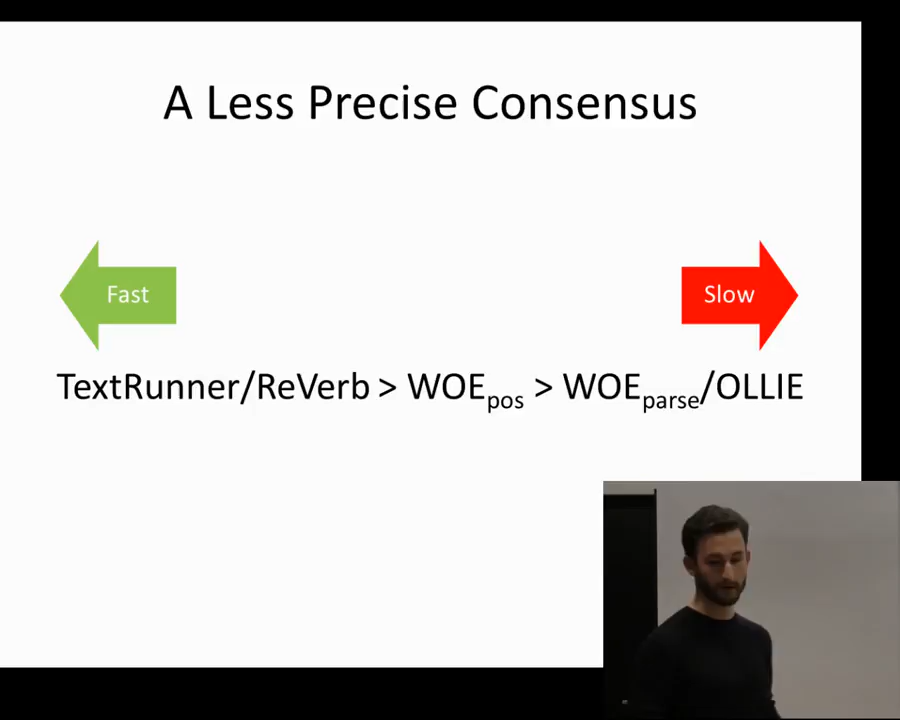 A Less Precise Consensus
Fast
Slow
TextRunner/ReVerb > WOEpos > WOEparse/OLLIE